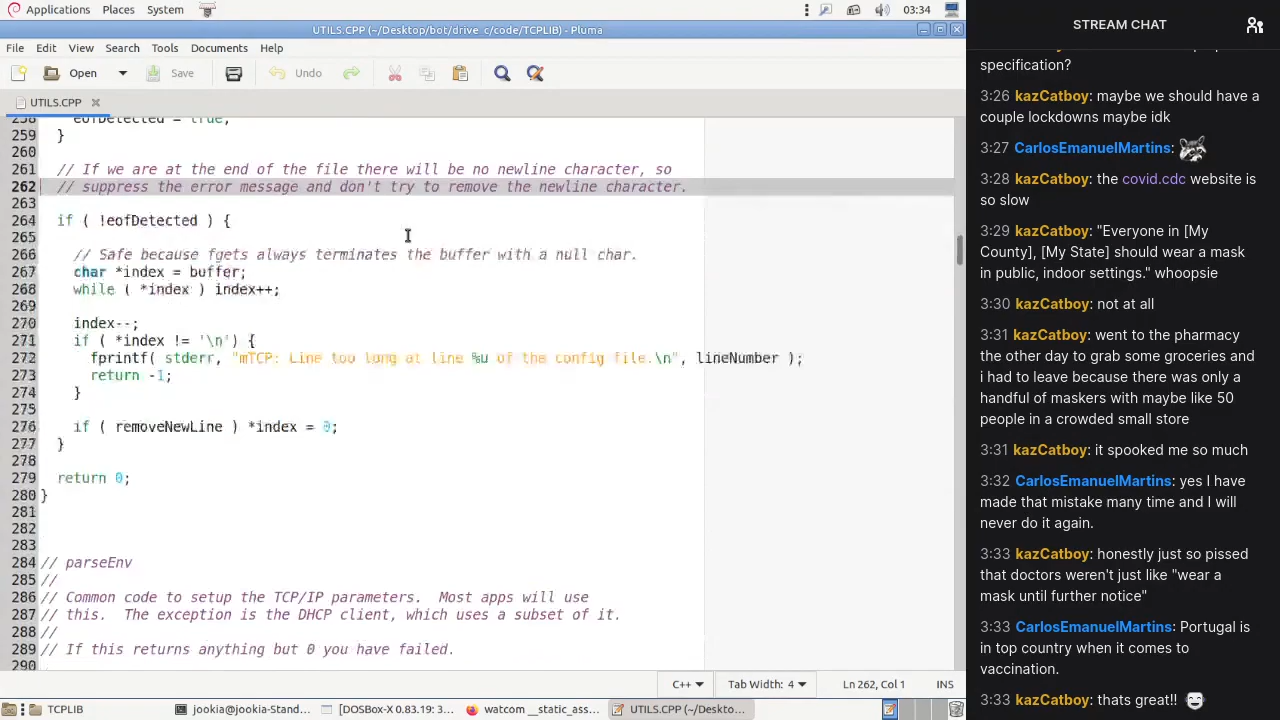 Applications Places System
03:34
UTILS.CPP (~/Desktop/bot/drive_c/code/TCPLIB) - Pluma
File Edit View Search Tools Documents Help
Open Save Undo
UTILS.CPP
258 eofDetected = true;
259 }
260
261 // If we are at the end of the file there will be no newline character, so
262 // suppress the error message and don't try to remove the newline character.
263
264 if ( !eofDetected ) {
265
266 // Safe because fgets always terminates the buffer with a null char.
267 char *index = buffer;
268 while ( *index ) index++;
269
270 index--;
271 if ( *index != '\n') {
272 fprintf( stderr, "mTCP: Line too long at line %u of the config file.\n", lineNumber );
273 return -1;
274 }
275
276 if ( removeNewLine ) *index = 0;
277 }
278
279 return 0;
280 }
281
282
283
284 // parseEnv
285 //
286 // Common code to setup the TCP/IP parameters.  Most apps will use
287 // this.  The exception is the DHCP client, which uses a subset of it.
288 //
289 // If this returns anything but 0 you have failed.
290
C++ Tab Width: 4 Ln 262, Col 1 INS
TCPLIB jookia@jookia-Stand... [DOSBox-X 0.83.19: 3... watcom __static_ass... UTILS.CPP (~/Deskto...
STREAM CHAT
specification?
3:26 kazCatboy: maybe we should have a
couple lockdowns maybe idk
3:27 CarlosEmanuelMartins:
3:28 kazCatboy: the covid.cdc website is
so slow
3:29 kazCatboy: "Everyone in [My
County], [My State] should wear a mask
in public, indoor settings." whoopsie
3:30 kazCatboy: not at all
3:31 kazCatboy: went to the pharmacy
the other day to grab some groceries and
i had to leave because there was only a
handful of maskers with maybe like 50
people in a crowded small store
3:31 kazCatboy: it spooked me so much
3:32 CarlosEmanuelMartins: yes I have
made that mistake many time and I will
never do it again.
3:33 kazCatboy: honestly just so pissed
that doctors weren't just like "wear a
mask until further notice"
3:33 CarlosEmanuelMartins: Portugal is
in top country when it comes to
vaccination.
3:33 kazCatboy: thats great!!